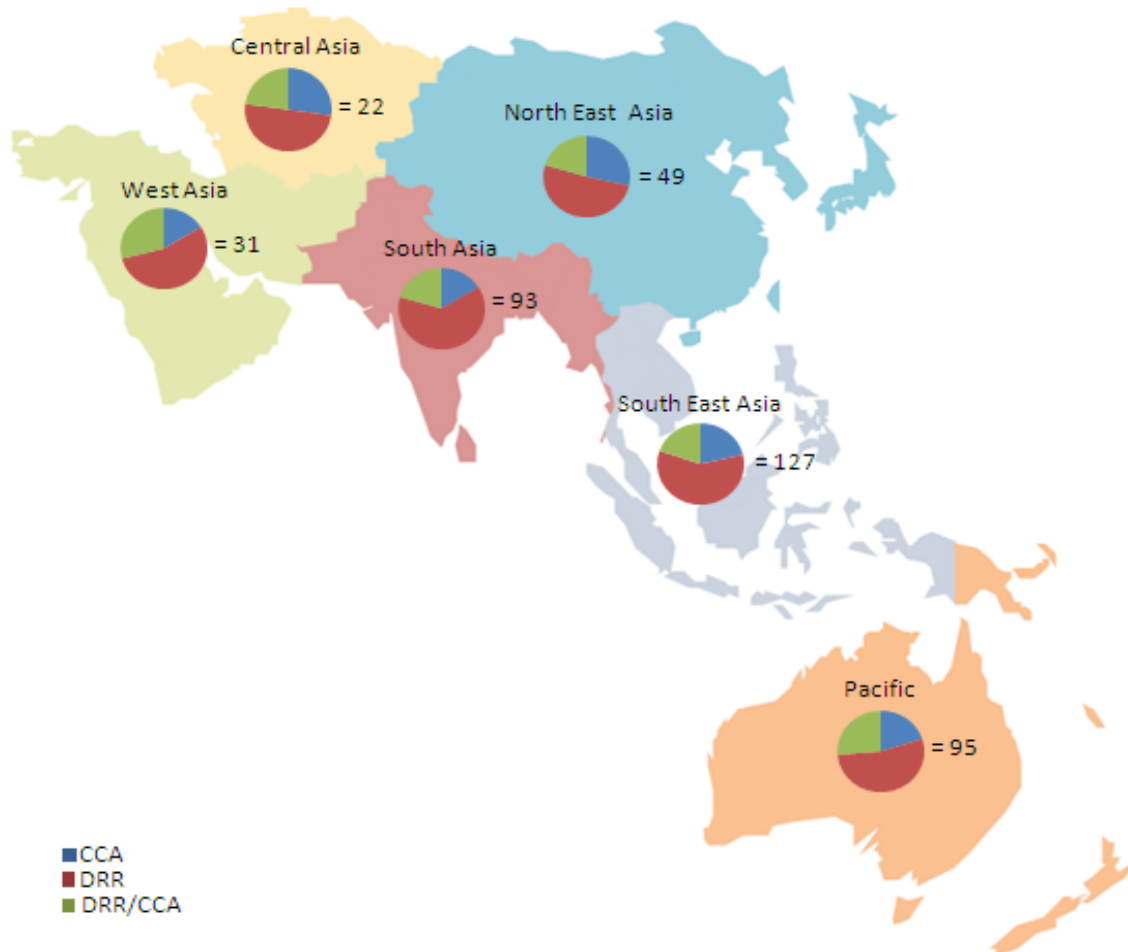 Central Asia
= 22
North East Asia
= 49
West Asia
= 31
South Asia
= 93
South East Asia
= 127
Pacific
= 95
CCA
DRR
DRR/CCA